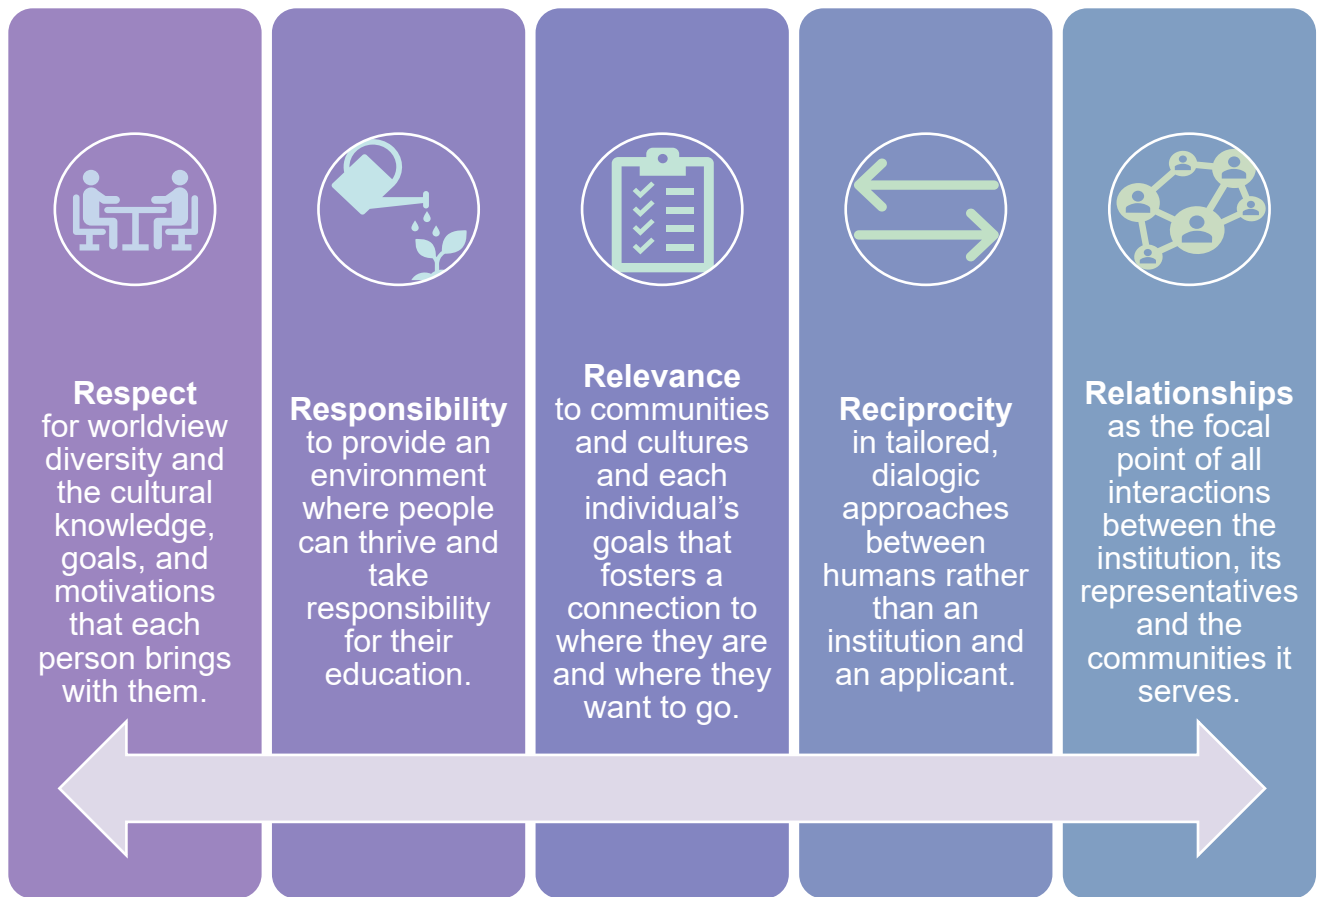 Respect
for worldview
diversity and
the cultural
knowledge,
goals, and
motivations
that each
person brings
with them.
Responsibility
to provide an
environment
where people
can thrive and
take
responsibility
for their
education.
Relevance
to communities
and cultures
and each
individual’s
goals that
fosters a
connection to
where they are
and where they
want to go.
Reciprocity
in tailored,
dialogic
approaches
between
humans rather
than an
institution and
an applicant.
Relationships
as the focal
point of all
interactions
between the
institution, its
representatives
and the
communities it
serves.